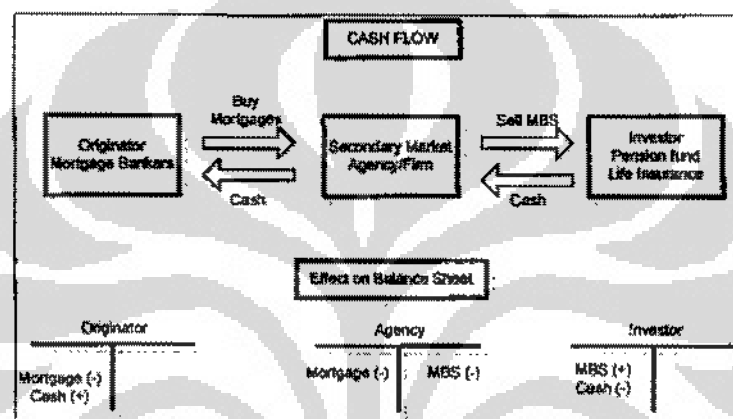 CASH FLOW
Buy
Mortgages
Sell MBS
Originator
Mortgage Bankers
Secondary Market
Agency/Firm
Investor
Pension fund
Life Insurance
Cash
Cash
Effect on Balance Sheet
Originator
Agency
Investor
Mortgage (-)
Cash (+)
Mortgage (-)
MBS (-)
MBS (+)
Cash (-)